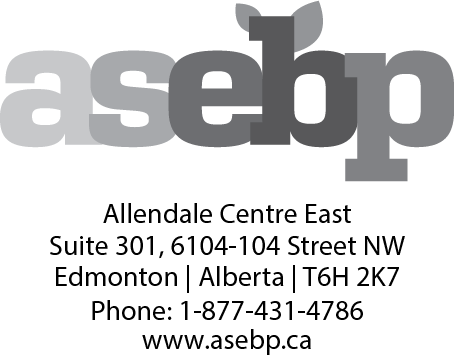 asebp
Allendale Centre East
Suite 301, 6104-104 Street NW
Edmonton | Alberta | T6H 2K7
Phone: 1-877-431-4786
www.asebp.ca